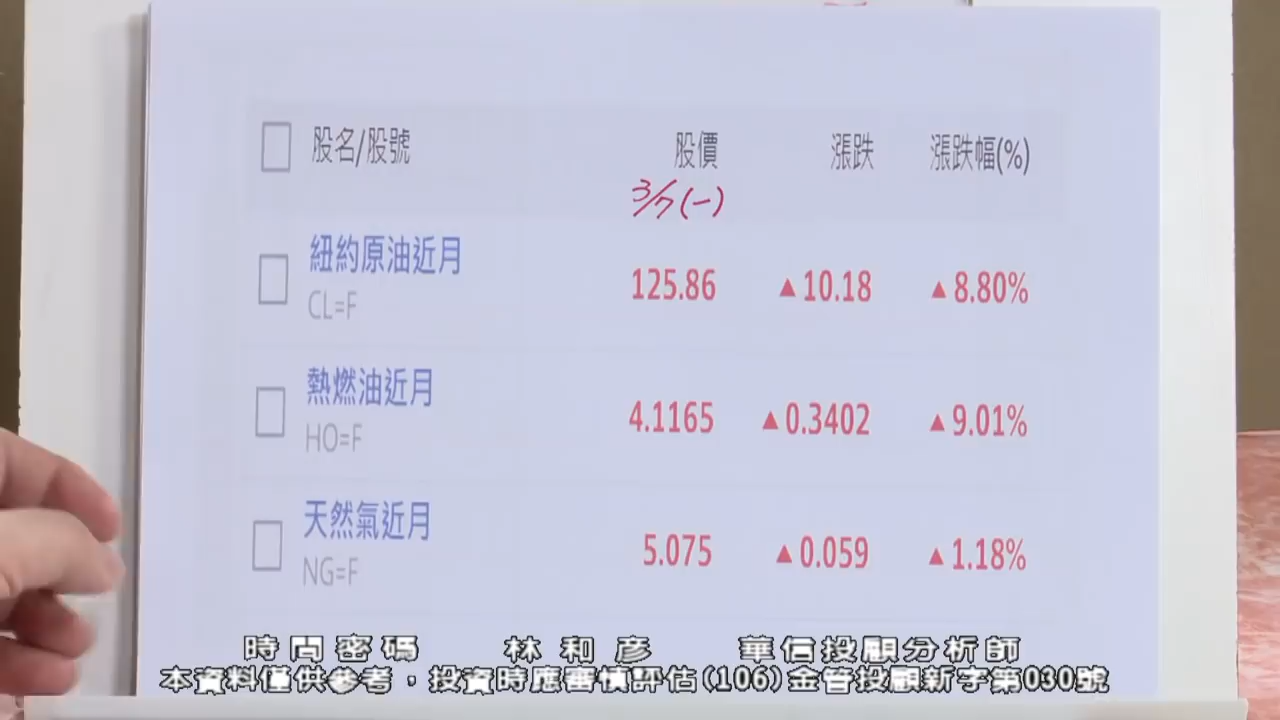 股名/股號 股價 漲跌 漲跌幅(%)
3/7(一)
紐約原油近月 125.86 ▲10.18 ▲8.80%
CL=F
熱燃油近月 4.1165 ▲0.3402 ▲9.01%
HO=F
天然氣近月 5.075 ▲0.059 ▲1.18%
NG=F
時間密碼 林和彥 華信投顧分析師
本資料僅供參考，投資時應審慎評估(106)金管投顧新字第030號